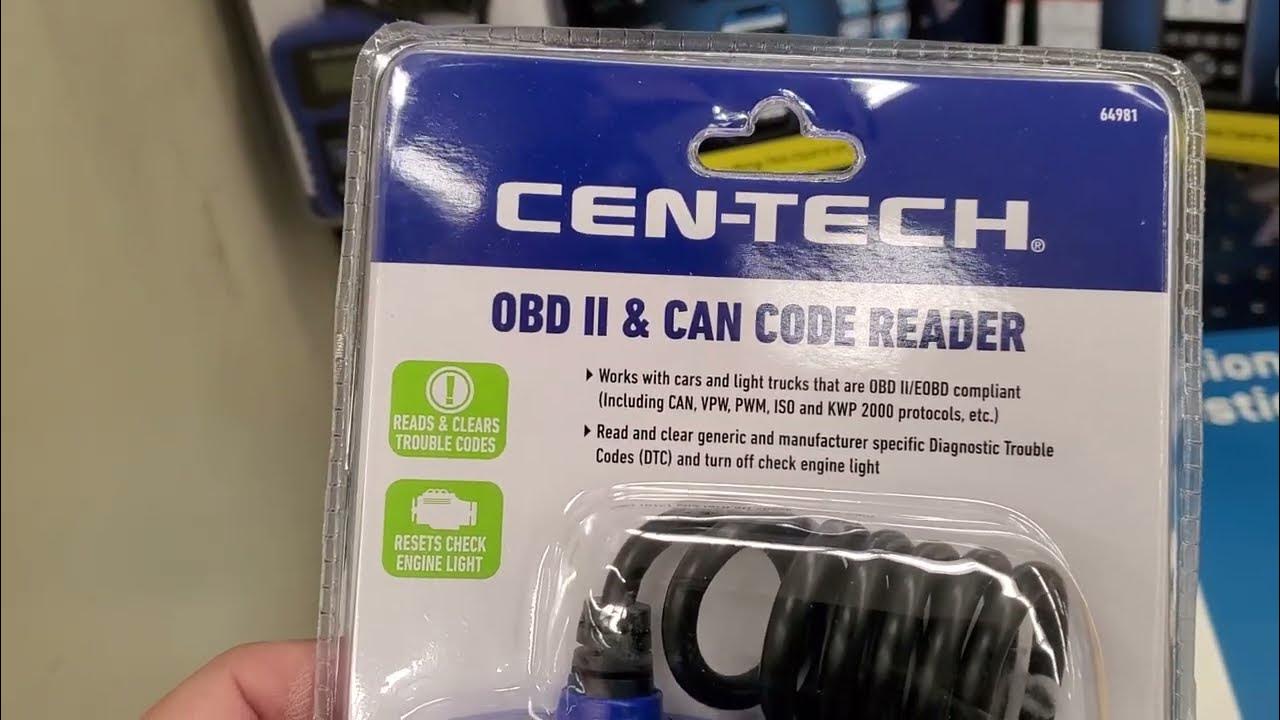 64981
CEN-TECH®
OBD II & CAN CODE READER
READS & CLEARS
TROUBLE CODES
▸ Works with cars and light trucks that are OBD II/EOBD compliant
(Including CAN, VPW, PWM, ISO and KWP 2000 protocols, etc.)
▸ Read and clear generic and manufacturer specific Diagnostic Trouble
Codes (DTC) and turn off check engine light
RESETS CHECK
ENGINE LIGHT